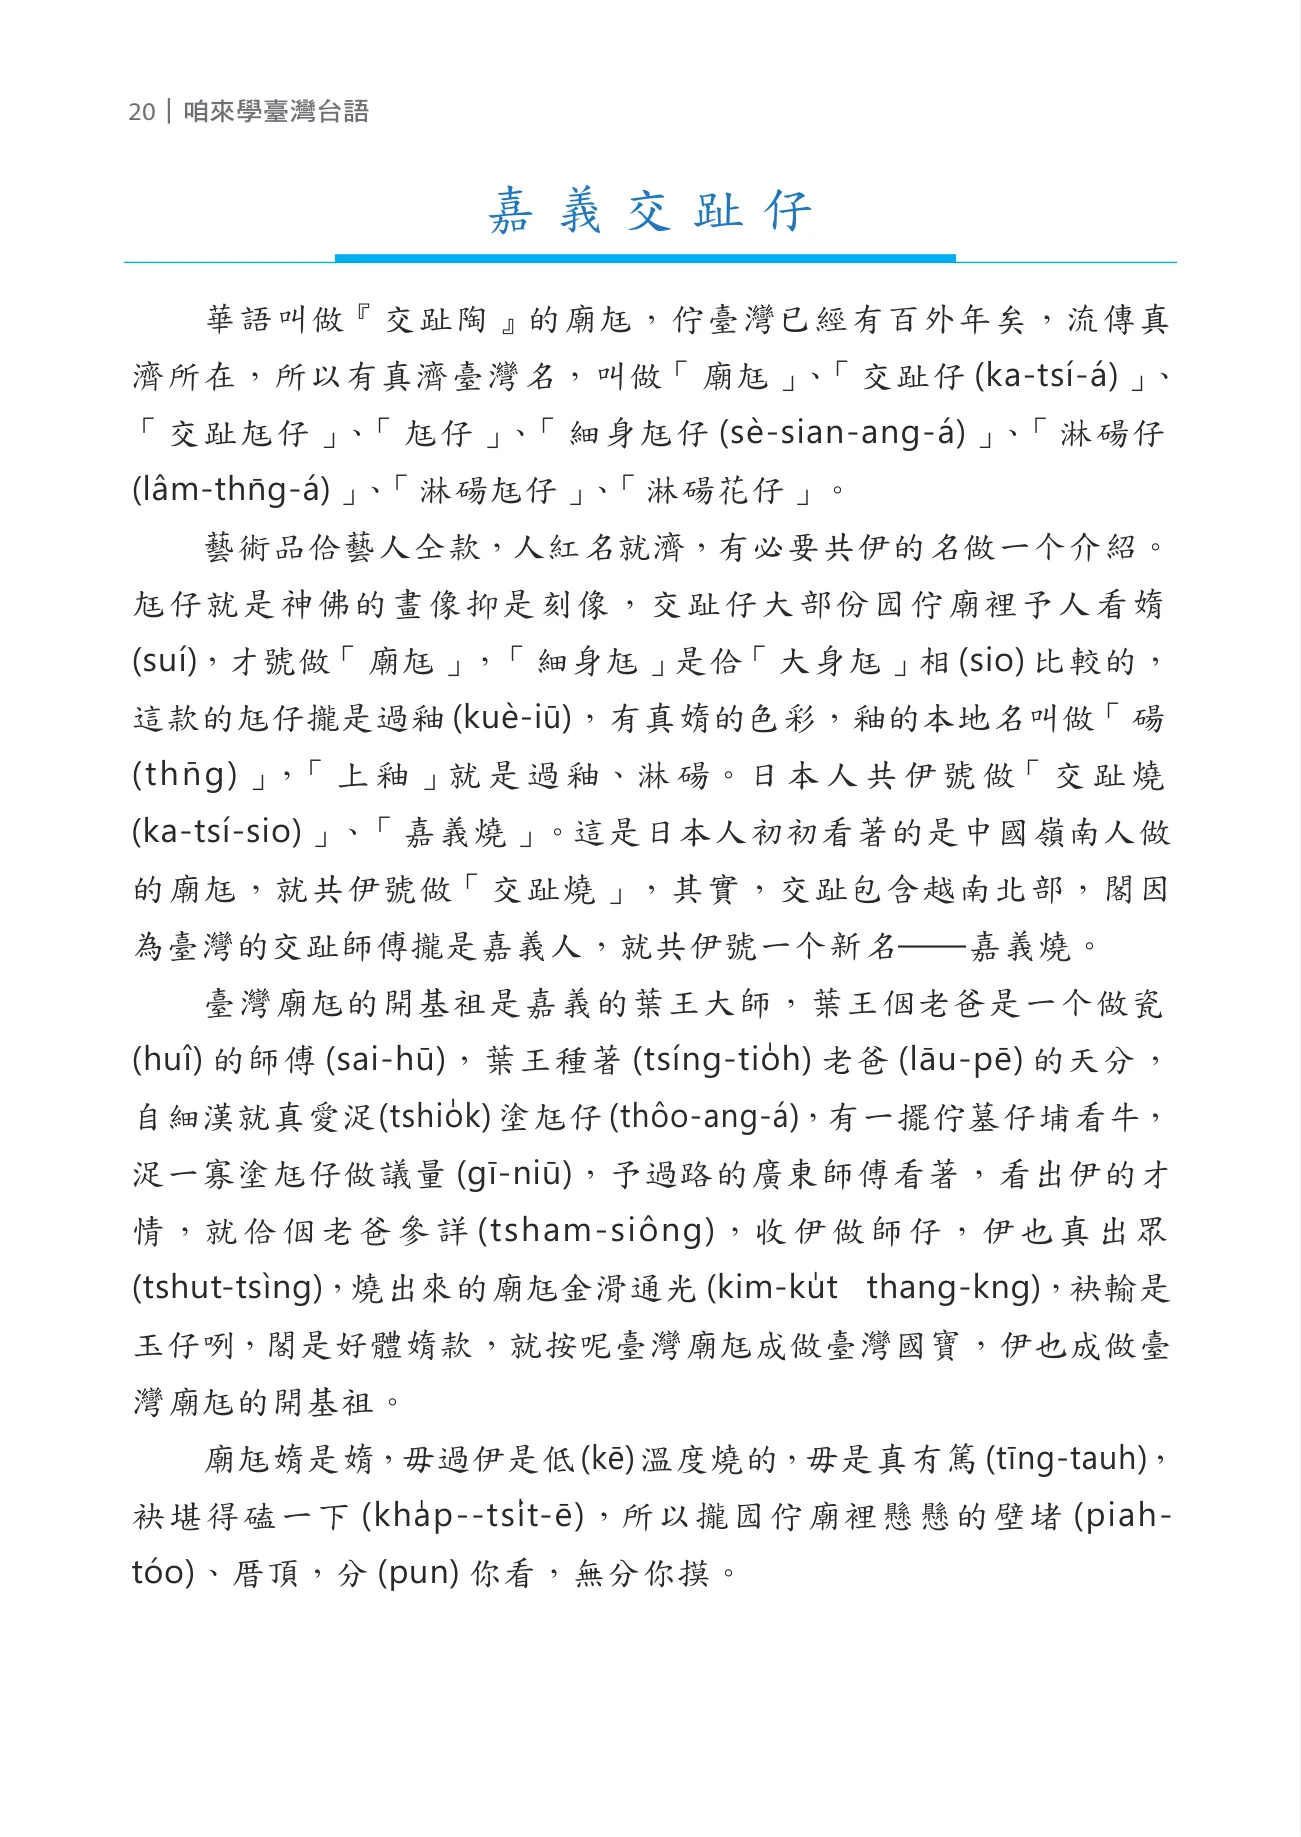 20｜咱來學臺灣台語
嘉義交趾仔
華語叫做『交趾陶』的廟尪，佇臺灣已經有百外年矣，流傳真
濟所在，所以有真濟臺灣名，叫做「廟尪」、「交趾仔 (ka-tsí-á)」、
「交趾尪仔」、「尪仔」、「細身尪仔 (sè-sian-ang-á)」、「淋碭仔
(lâm-thn̄g-á)」、「淋碭尪仔」、「淋碭花仔」。
藝術品佮藝人仝款，人紅名就濟，有必要共伊的名做一个介紹。
尪仔就是神佛的畫像抑是刻像，交趾仔大部份囥佇廟裡予人看媠
(suí)，才號做「廟尪」，「細身尪」是佮「大身尪」相 (sio) 比較的，
這款的尪仔攏是過釉 (kuè-iū)，有真媠的色彩，釉的本地名叫做「碭
(thn̄g)」，「上釉」就是過釉、淋碭。日本人共伊號做「交趾燒
(ka-tsí-sio)」、「嘉義燒」。這是日本人初初看著的是中國嶺南人做
的廟尪，就共伊號做「交趾燒」，其實，交趾包含越南北部，閣因
為臺灣的交趾師傅攏是嘉義人，就共伊號一个新名——嘉義燒。
臺灣廟尪的開基祖是嘉義的葉王大師，葉王𪜶老爸是一个做瓷
(huî) 的師傅 (sai-hū)，葉王種著 (tsíng-tio̍h) 老爸 (lāu-pē) 的天分，
自細漢就真愛浞(tshio̍k) 塗尪仔 (thôo-ang-á)，有一擺佇墓仔埔看牛，
浞一寡塗尪仔做議量 (gī-niū)，予過路的廣東師傅看著，看出伊的才
情，就佮𪜶老爸參詳 (tsham-siông)，收伊做師仔，伊也真出眾
(tshut-tsìng)，燒出來的廟尪金滑通光 (kim-ku̍t thang-kng)，袂輸是
玉仔咧，閣是好體媠款，就按呢臺灣廟尪成做臺灣國寶，伊也成做臺
灣廟尪的開基祖。
廟尪媠是媠，毋過伊是低 (kē) 溫度燒的，毋是真有篤 (tīng-tauh)，
袂堪得磕一下 (kha̍p--tsi̍t-ē)，所以攏囥佇廟裡懸懸的壁堵 (piah-
tóo)、厝頂，分 (pun) 你看，無分你摸。